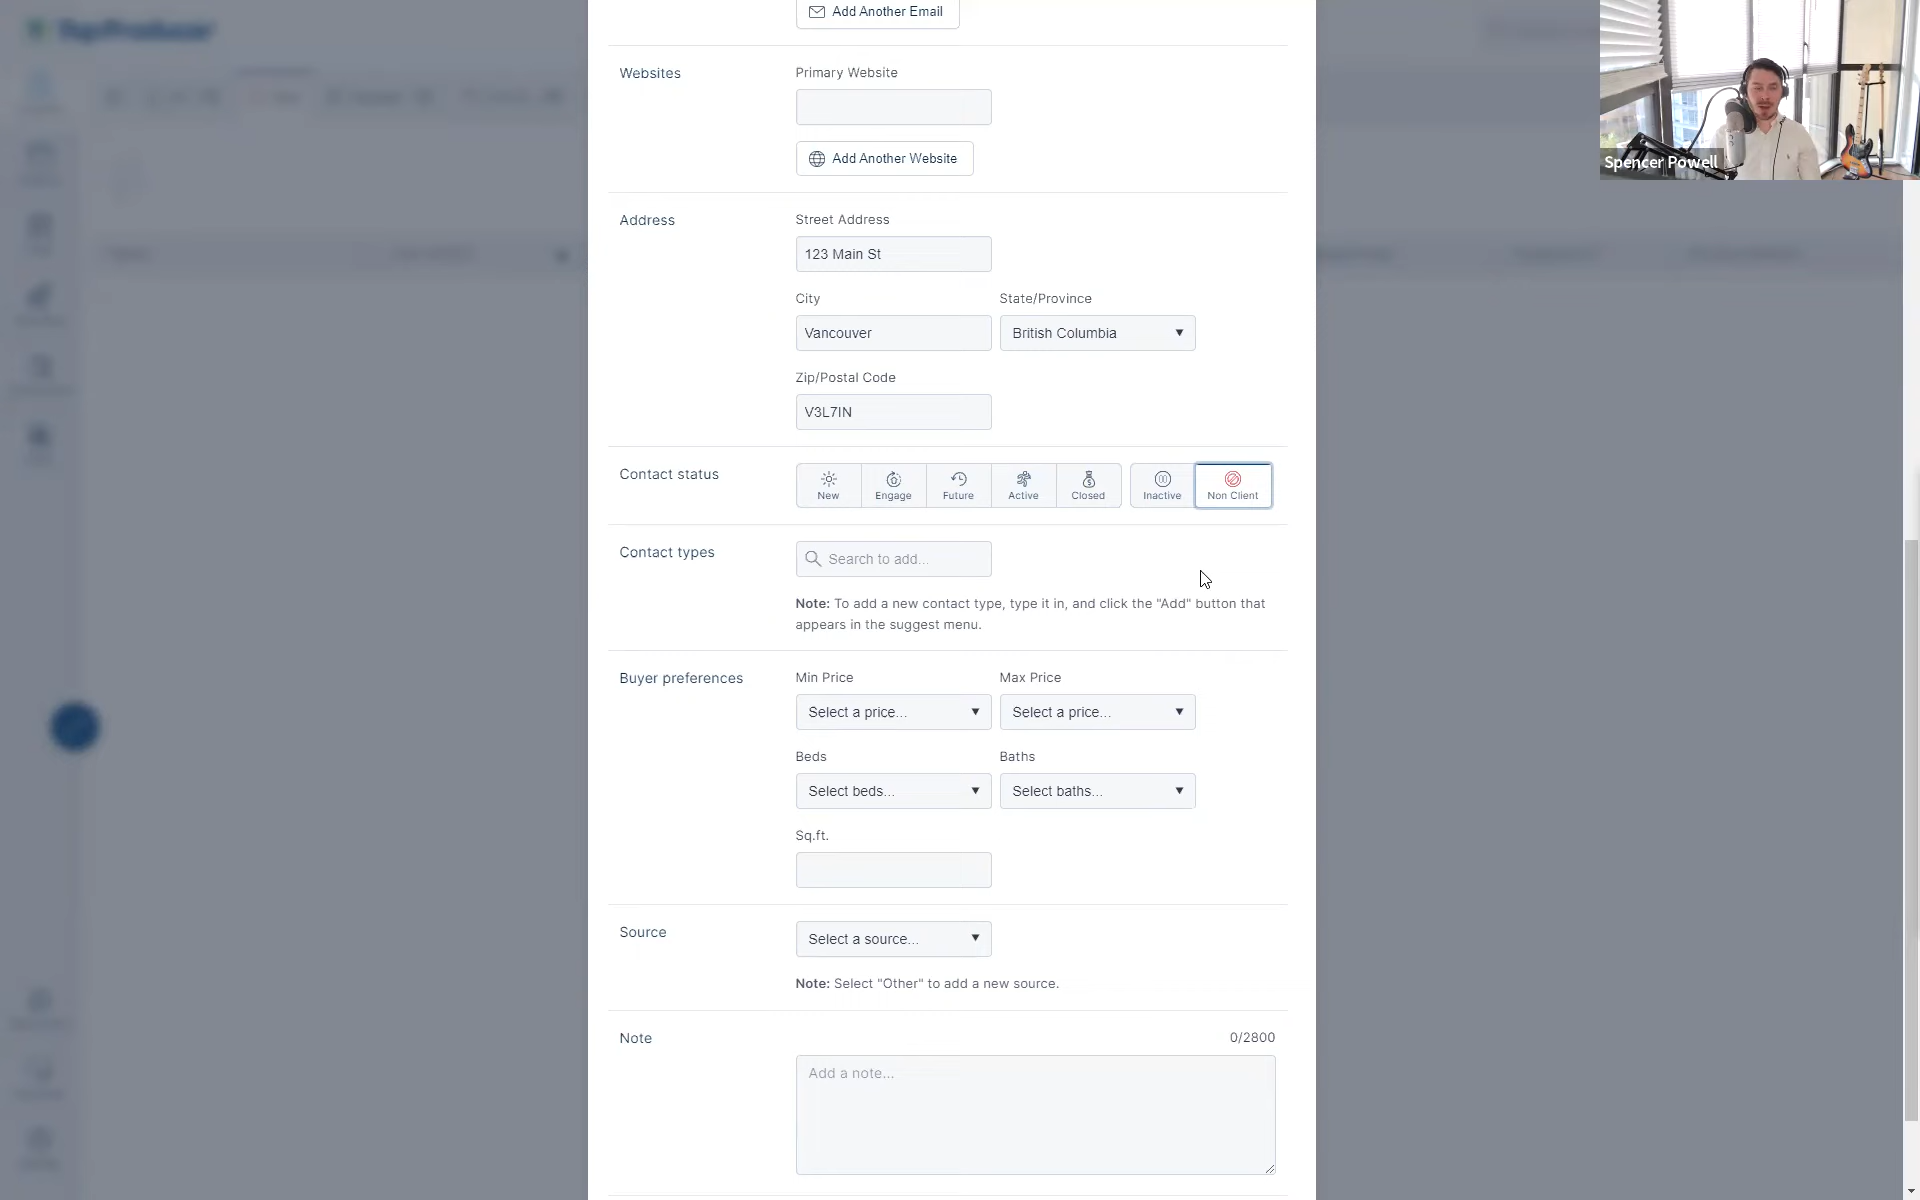 Add Another Email
Top Producer
Spencer Powell
Websites
Primary Website
Add Another Website
Address
Street Address
123 Main St
City
State/Province
Vancouver
British Columbia
Zip/Postal Code
V3L7IN
Contact status
New
Engage
Future
Active
Closed
Inactive
Non Client
Contact types
Search to add...
Note: To add a new contact type, type it in, and click the "Add" button that
appears in the suggest menu.
Buyer preferences
Min Price
Max Price
Select a price...
Select a price...
Beds
Baths
Select beds...
Select baths...
Sq.ft.
Source
Select a source...
Note: Select "Other" to add a new source.
Note
0/2800
Add a note...